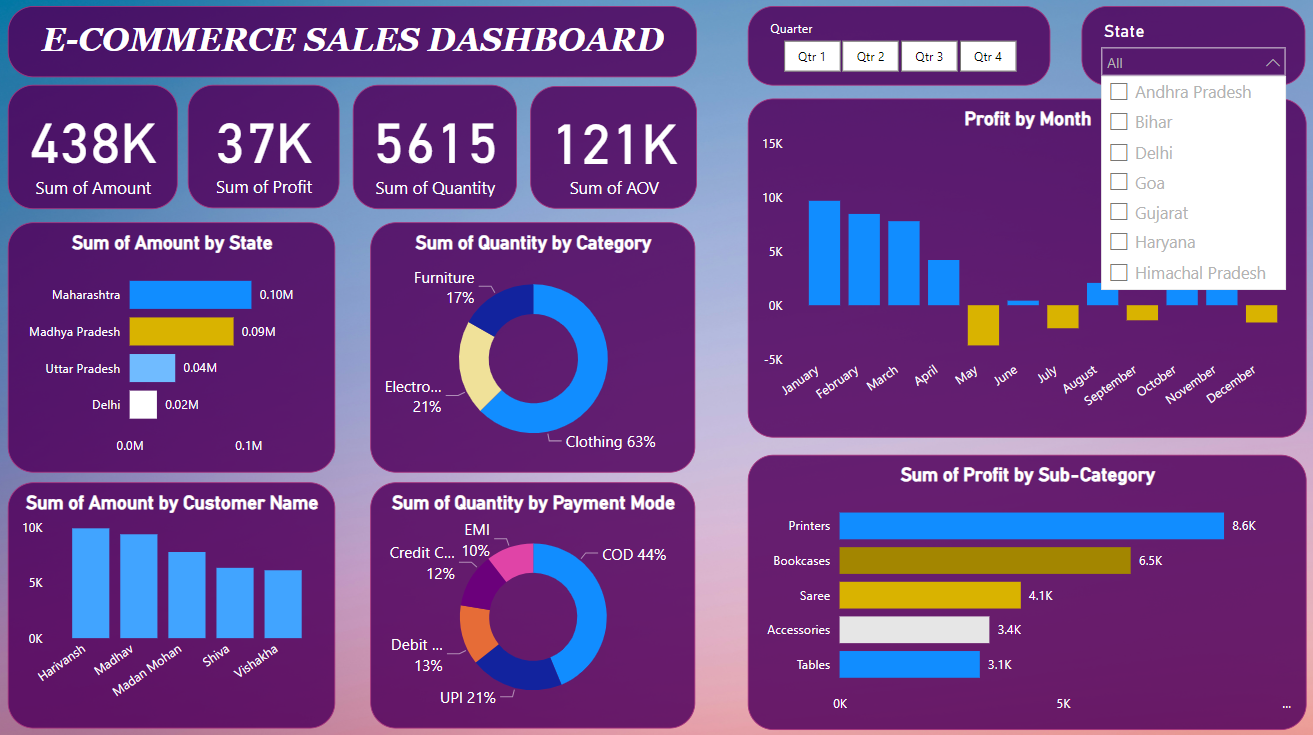 E-COMMERCE SALES DASHBOARD
Quarter
Qtr 1
Qtr 2
Qtr 3
Qtr 4
State
All
Andhra Pradesh
Bihar
Delhi
Goa
Gujarat
Haryana
Himachal Pradesh
438K
Sum of Amount
37K
Sum of Profit
5615
Sum of Quantity
121K
Sum of AOV
Sum of Amount by State
Maharashtra
0.10M
Madhya Pradesh
0.09M
Uttar Pradesh
0.04M
Delhi
0.02M
0.0M
0.1M
Sum of Quantity by Category
Furniture
17%
Electro...
21%
Clothing 63%
Profit by Month
15K
10K
5K
0K
-5K
January
February
March
April
May
June
July
August
September
October
November
December
Sum of Amount by Customer Name
10K
5K
0K
Harivansh
Madhav
Madan Mohan
Shiva
Vishakha
Sum of Quantity by Payment Mode
EMI
10%
Credit C...
12%
Debit ...
13%
UPI 21%
COD 44%
Sum of Profit by Sub-Category
Printers
8.6K
Bookcases
6.5K
Saree
4.1K
Accessories
3.4K
Tables
3.1K
0K
5K
...